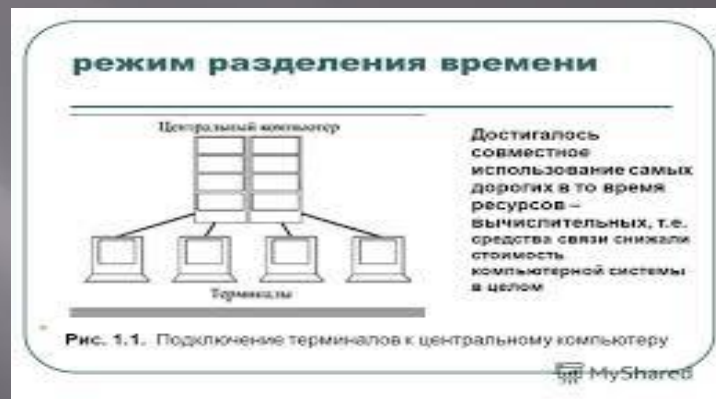 режим разделения времени
Центральный компьютер
Достигалось
совместное
использование самых
дорогих в то время
ресурсов –
вычислительных, т.е.
средства связи снижали
стоимость
компьютерной системы
в целом
Терминалы
Рис. 1.1. Подключение терминалов к центральному компьютеру
MyShared